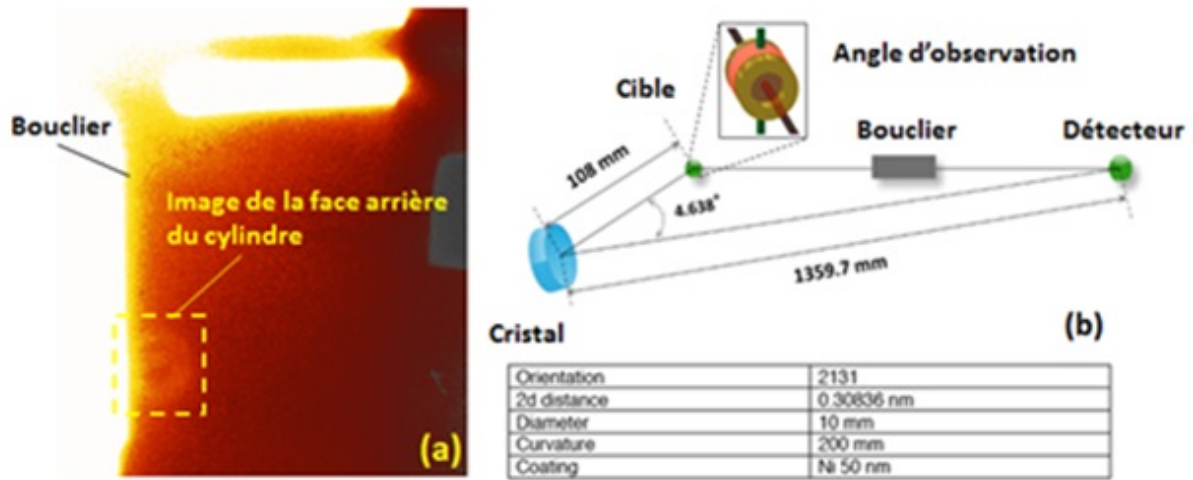 Bouclier
Image de la face arrière
du cylindre
(a)
Angle d'observation
Cible
Bouclier
Détecteur
108 mm
4.638°
1359.7 mm
Cristal
(b)
Orientation 2131
2d distance 0.30836 nm
Diameter 10 mm
Curvature 200 mm
Coating Ni 50 nm